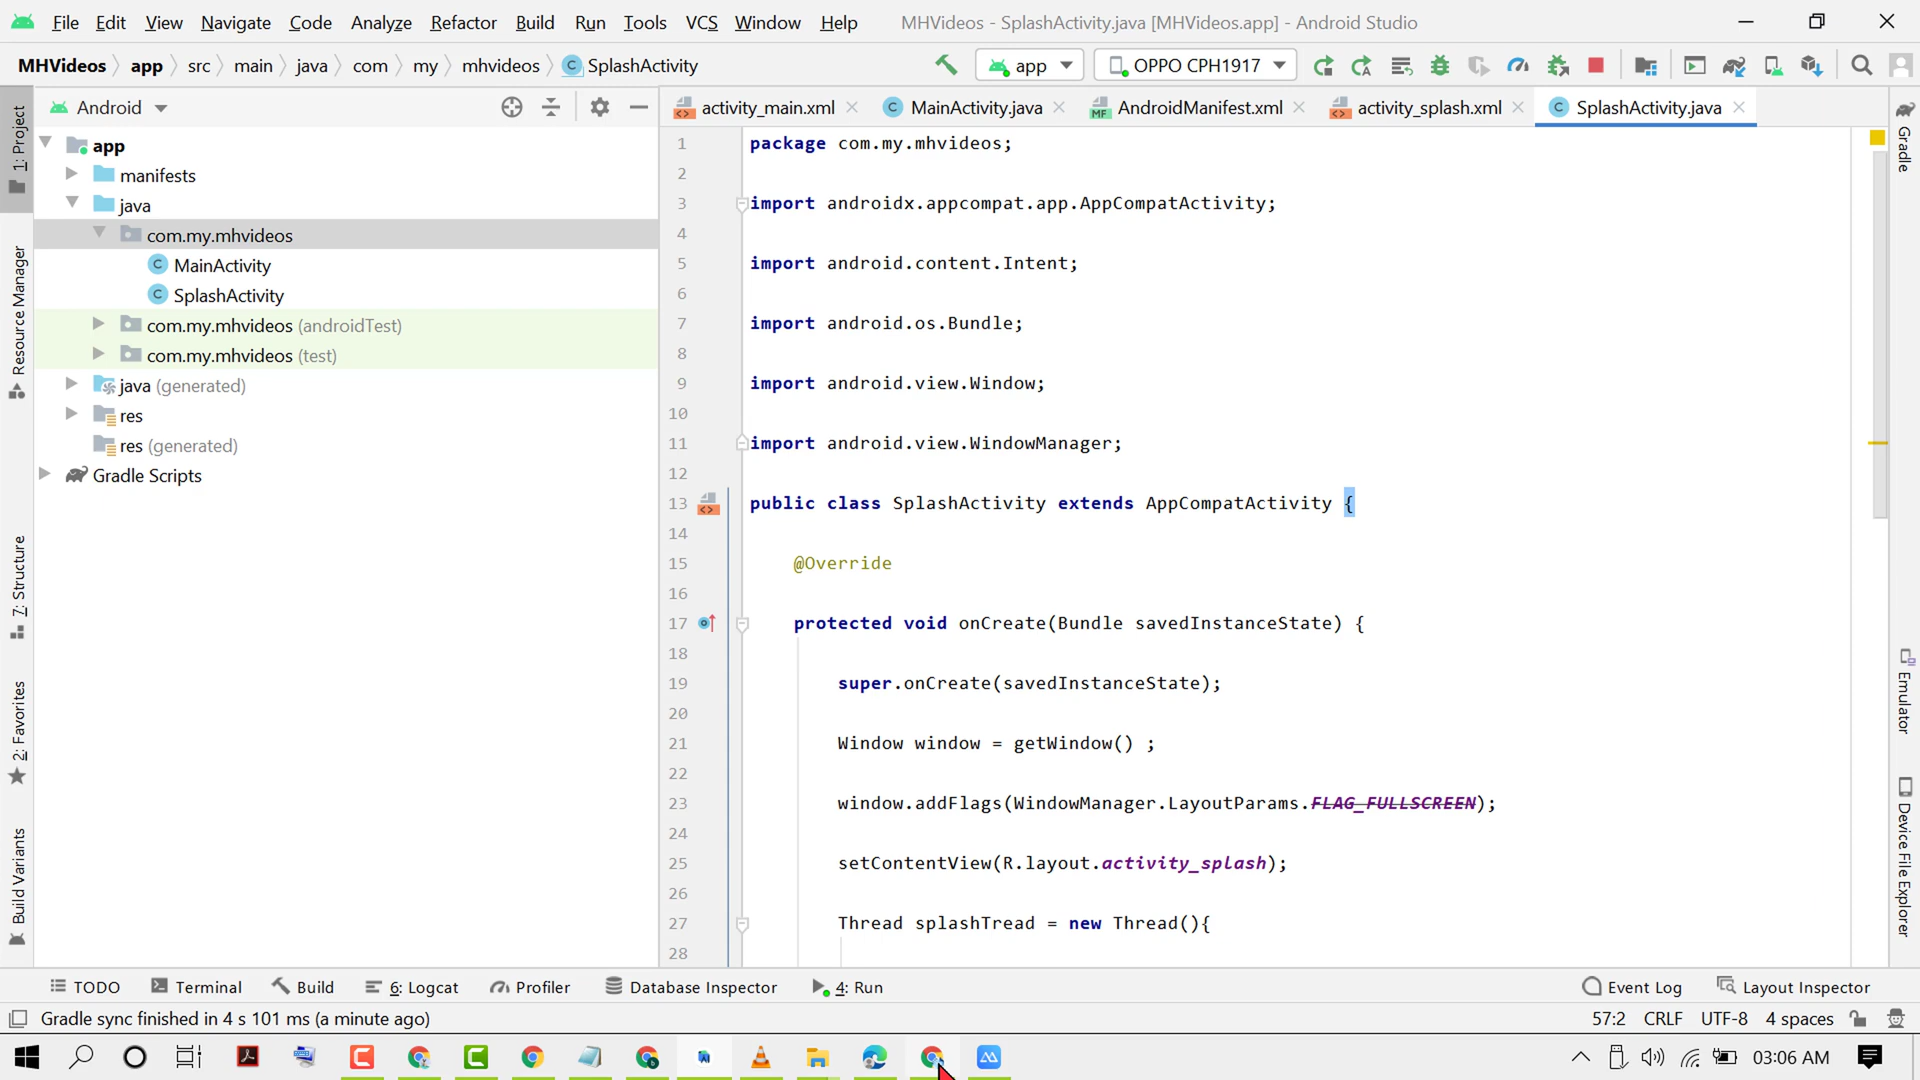 File Edit View Navigate Code Analyze Refactor Build Run Tools VCS Window Help MHVideos - SplashActivity.java [MHVideos.app] - Android Studio
MHVideos app src main java com my mhvideos SplashActivity app OPPO CPH1917
Android
activity_main.xml MainActivity.java AndroidManifest.xml activity_splash.xml SplashActivity.java
1: Project
Resource Manager
7: Structure
2: Favorites
Build Variants
app
manifests
java
com.my.mhvideos
MainActivity
SplashActivity
com.my.mhvideos (androidTest)
com.my.mhvideos (test)
java (generated)
res
res (generated)
Gradle Scripts
1 package com.my.mhvideos;
2
3 import androidx.appcompat.app.AppCompatActivity;
4
5 import android.content.Intent;
6
7 import android.os.Bundle;
8
9 import android.view.Window;
10
11 import android.view.WindowManager;
12
13 public class SplashActivity extends AppCompatActivity {
14
15 @Override
16
17 protected void onCreate(Bundle savedInstanceState) {
18
19 super.onCreate(savedInstanceState);
20
21 Window window = getWindow() ;
22
23 window.addFlags(WindowManager.LayoutParams.FLAG_FULLSCREEN);
24
25 setContentView(R.layout.activity_splash);
26
27 Thread splashTread = new Thread(){
28
Gradle
Emulator
Device File Explorer
TODO Terminal Build 6: Logcat Profiler Database Inspector 4: Run Event Log Layout Inspector
Gradle sync finished in 4 s 101 ms (a minute ago) 57:2 CRLF UTF-8 4 spaces
03:06 AM